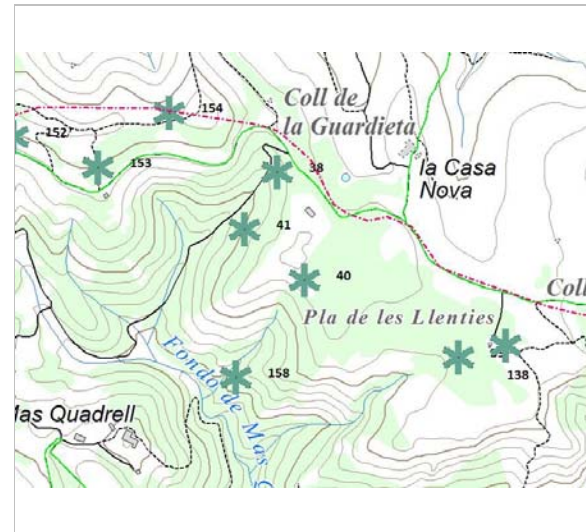 154
Coll de
la Guardieta
152
153
38
la Casa
Nova
41
40
Coll
Pla de les Llenties
138
158
Fondo de Mas
Mas Quadrell